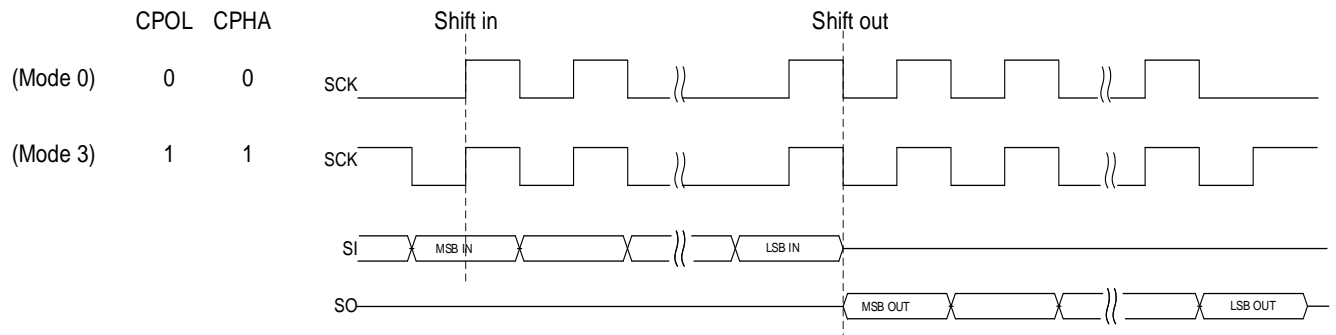 CPOL CPHA Shift in Shift out
(Mode 0) 0 0 SCK
(Mode 3) 1 1 SCK
SI MSB IN LSB IN
SO MSB OUT LSB OUT